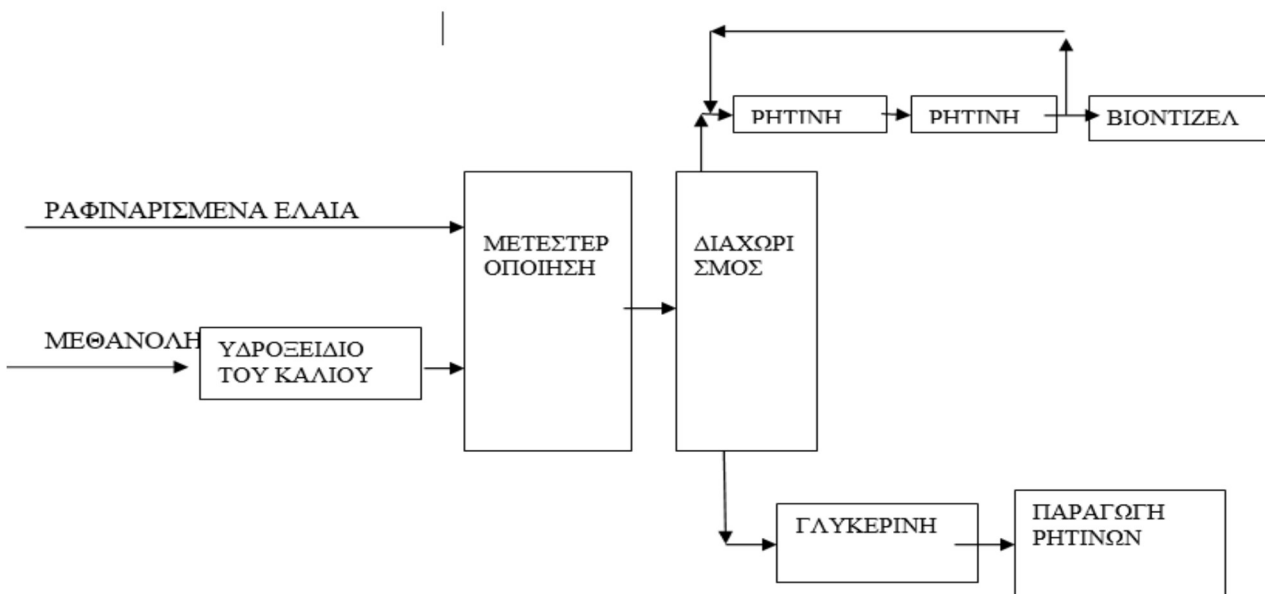 ΡΗΤΙΝΗ
ΡΗΤΙΝΗ
ΒΙΟΝΤΙΖΕΛ
ΡΑΦΙΝΑΡΙΣΜΕΝΑ ΕΛΑΙΑ
ΜΕΤΕΣΤΕΡ
ΟΠΟΙΗΣΗ
ΔΙΑΧΩΡΙ
ΣΜΟΣ
ΜΕΘΑΝΟΛΗ
ΥΔΡΟΞΕΙΔΙΟ
ΤΟΥ ΚΑΛΙΟΥ
ΓΛΥΚΕΡΙΝΗ
ΠΑΡΑΓΩΓΗ
ΡΗΤΙΝΩΝ